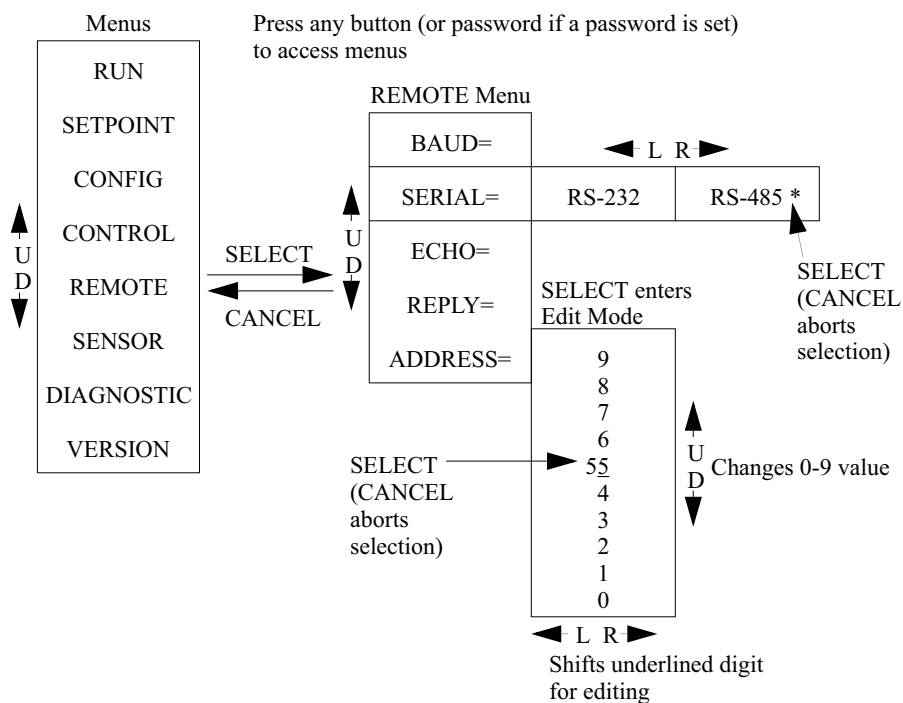 Menus
Press any button (or password if a password is set)
to access menus
RUN
SETPOINT
CONFIG
CONTROL
REMOTE
SENSOR
DIAGNOSTIC
VERSION
U
D
SELECT
CANCEL
REMOTE Menu
BAUD=
SERIAL=
ECHO=
REPLY=
ADDRESS=
U
D
L R
RS-232
RS-485 *
SELECT
(CANCEL
aborts
selection)
SELECT enters
Edit Mode
9
8
7
6
55
4
3
2
1
0
SELECT
(CANCEL
aborts
selection)
U
D
Changes 0-9 value
L R
Shifts underlined digit
for editing